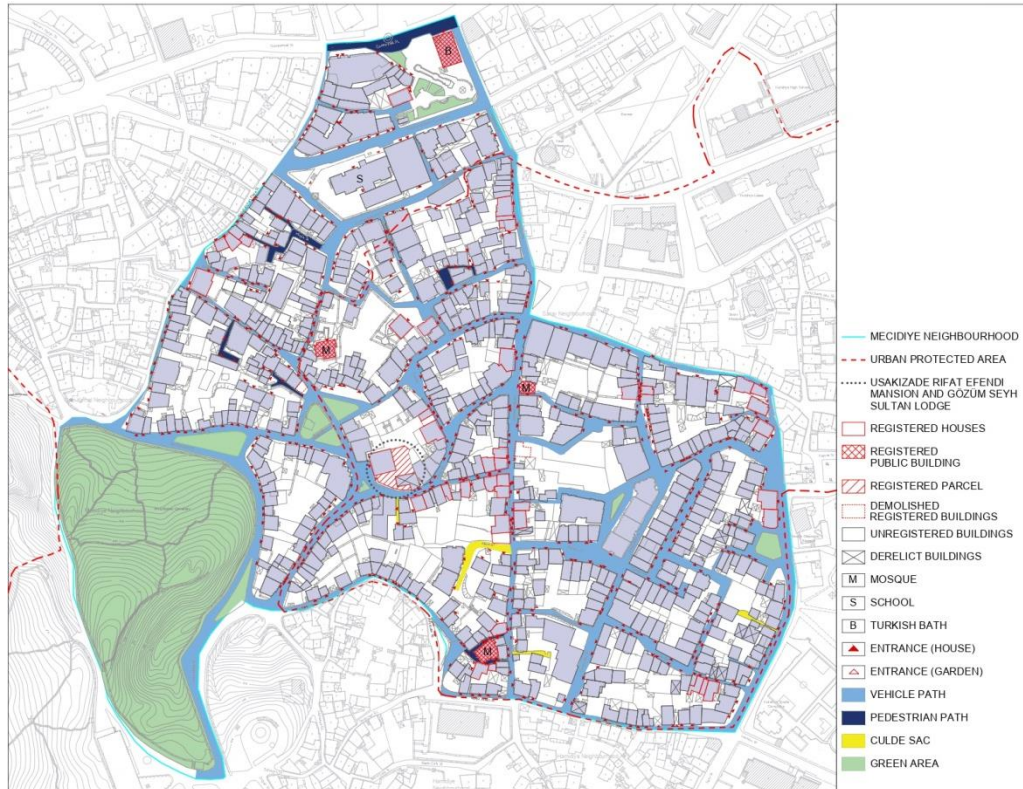 B
S
M
M
M
MECIDIYE NEIGHBOURHOOD
URBAN PROTECTED AREA
USAKIZADE RIFAT EFENDI
MANSION AND GÖZÜM SEYH
SULTAN LODGE
REGISTERED HOUSES
REGISTERED
PUBLIC BUILDING
REGISTERED PARCEL
DEMOLISHED
REGISTERED BUILDINGS
UNREGISTERED BUILDINGS
DERELICT BUILDINGS
M MOSQUE
S SCHOOL
B TURKISH BATH
ENTRANCE (HOUSE)
ENTRANCE (GARDEN)
VEHICLE PATH
PEDESTRIAN PATH
CULDE SAC
GREEN AREA